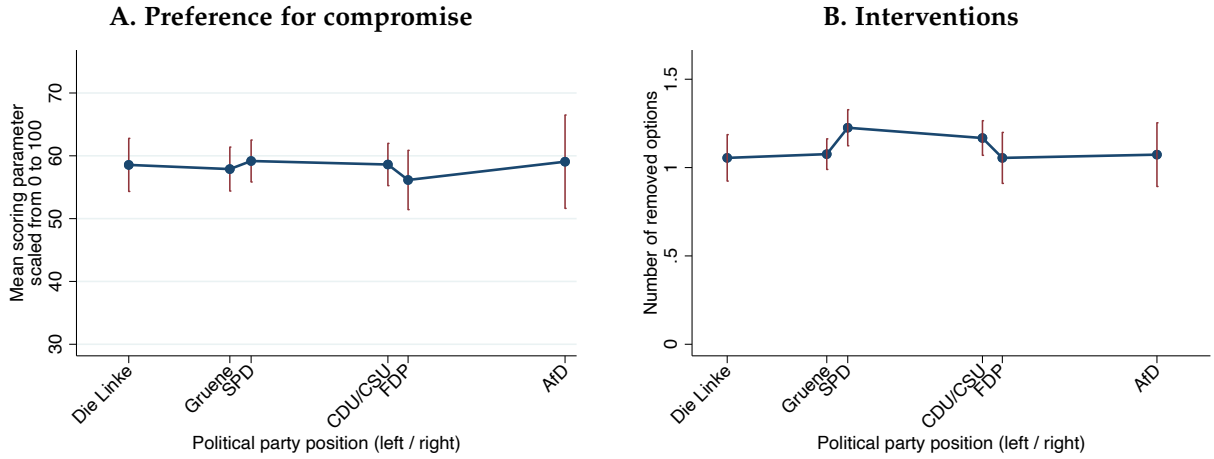 A. Preference for compromise
Mean scoring parameter
scaled from 0 to 100
70
60
50
40
30
Die Linke
Gruene
SPD
CDU/CSU
FDP
AfD
Political party position (left / right)
B. Interventions
Number of removed options
1.5
1
.5
0
Die Linke
Gruene
SPD
CDU/CSU
FDP
AfD
Political party position (left / right)